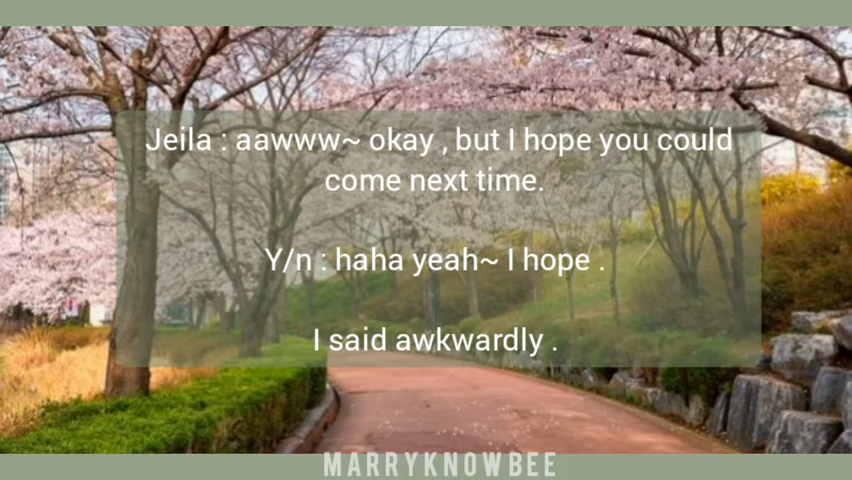 Jeila : aawww~ okay , but I hope you could
come next time.
Y/n : haha yeah~ I hope .
I said awkwardly .
MARRYKNOWBEE